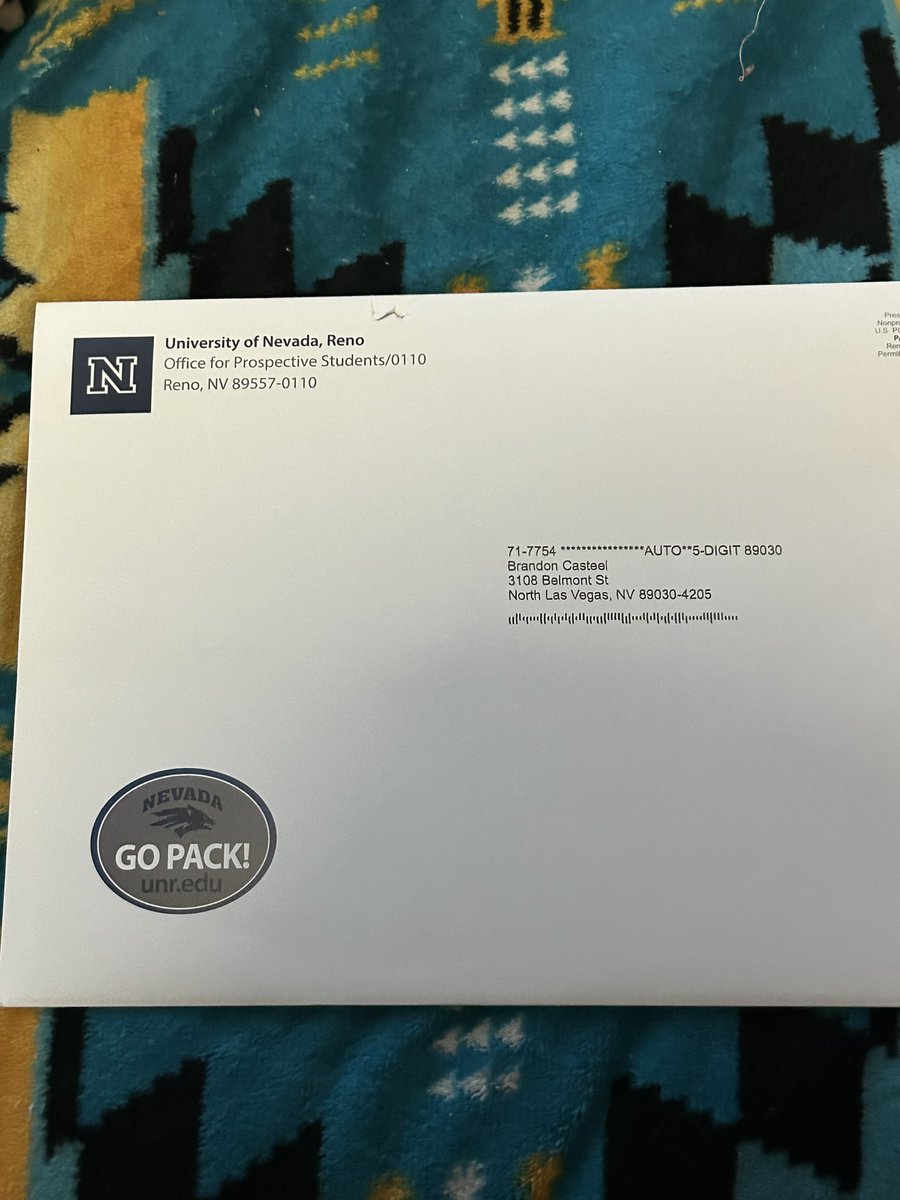 N
University of Nevada, Reno
Office for Prospective Students/0110
Reno, NV 89557-0110
U.S.
71-7754 ****************AUTO**5-DIGIT 89030
Brandon Casteel
3108 Belmont St
North Las Vegas, NV 89030-4205
NEVADA
GO PACK!
unr.edu